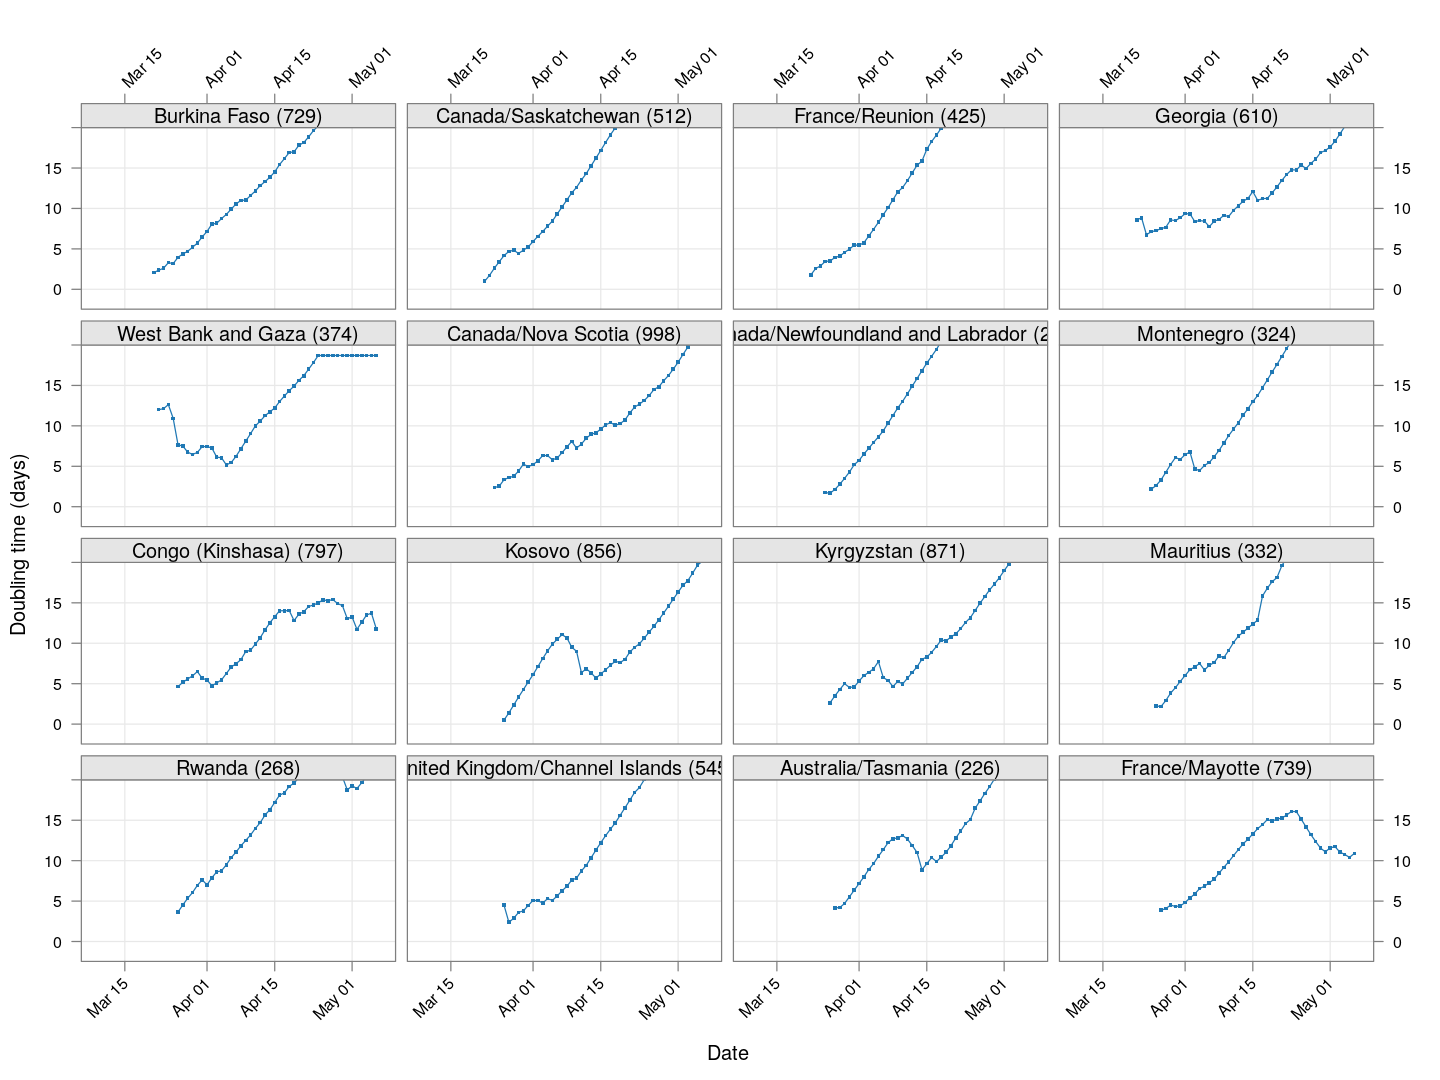 Mar 15 Apr 01 Apr 15 May 01 Mar 15 Apr 01 Apr 15 May 01 Mar 15 Apr 01 Apr 15 May 01 Mar 15 Apr 01 Apr 15 May 01
Burkina Faso (729) Canada/Saskatchewan (512) France/Reunion (425) Georgia (610)
15 15
10 10
5 5
0 0
West Bank and Gaza (374) Canada/Nova Scotia (998) nada/Newfoundland and Labrador (2 Montenegro (324)
15 15
10 10
5 5
0 0
Congo (Kinshasa) (797) Kosovo (856) Kyrgyzstan (871) Mauritius (332)
15 15
10 10
5 5
0 0
Rwanda (268) nited Kingdom/Channel Islands (545 Australia/Tasmania (226) France/Mayotte (739)
15 15
10 10
5 5
0 0
Mar 15 Apr 01 Apr 15 May 01 Mar 15 Apr 01 Apr 15 May 01 Mar 15 Apr 01 Apr 15 May 01 Mar 15 Apr 01 Apr 15 May 01
Doubling time (days)
Date